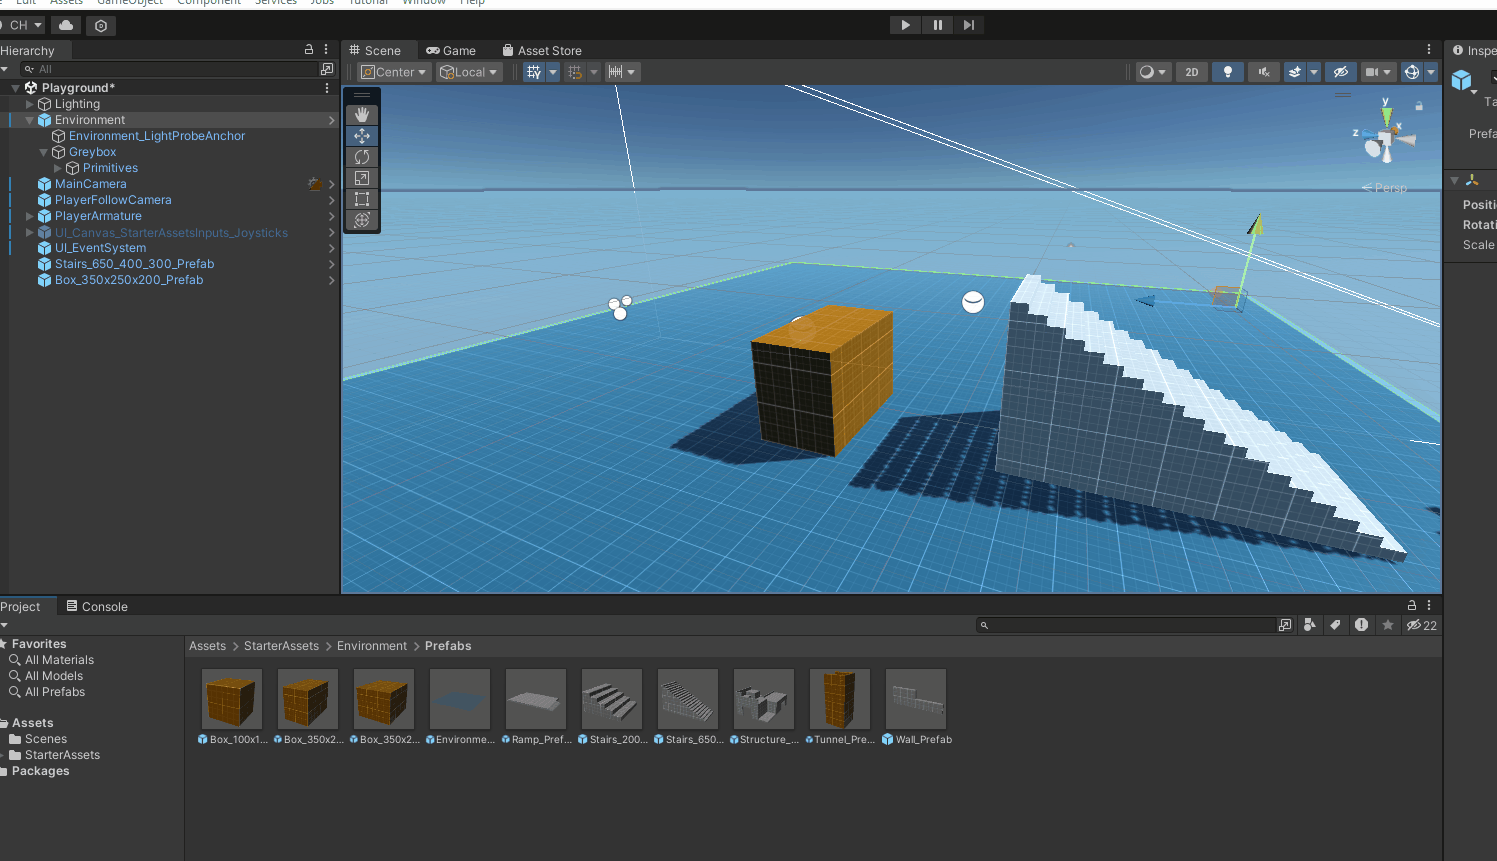 Edit Assets GameObject Component Services Jobs Tutorial Window Help
CH
Hierarchy
Scene Game Asset Store
Inspe
All
Center Local
2D
Playground*
Lighting
Environment
Environment_LightProbeAnchor
Greybox
Primitives
MainCamera
PlayerFollowCamera
PlayerArmature
UI_Canvas_StarterAssetsInputs_Joysticks
UI_EventSystem
Stairs_650_400_300_Prefab
Box_350x250x200_Prefab
y
x
z
Persp
Ta
Prefa
Positi
Rotati
Scale
Project Console
22
Favorites
All Materials
All Models
All Prefabs
Assets
Scenes
StarterAssets
Packages
Assets > StarterAssets > Environment > Prefabs
Box_100x1... Box_350x2... Box_350x2... Environme... Ramp_Pref... Stairs_200... Stairs_650... Structure_... Tunnel_Pre... Wall_Prefab